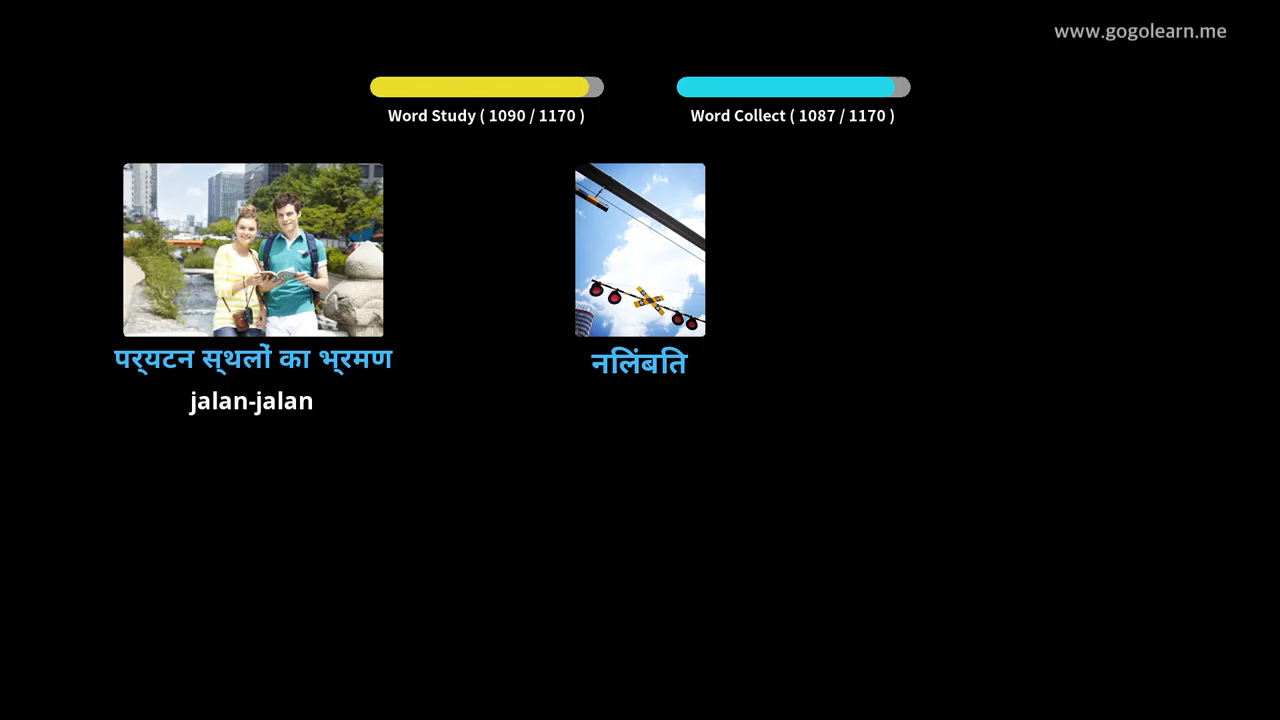 www.gogolearn.me
Word Study ( 1090 / 1170 )
Word Collect ( 1087 / 1170 )
पर्यटन स्थलों का भ्रमण
jalan-jalan
नलिंबति